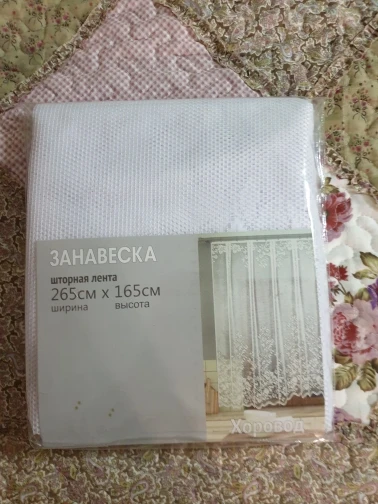 ЗАНАВЕСКА
шторная лента
265см х 165см
ширина высота
Хоровод